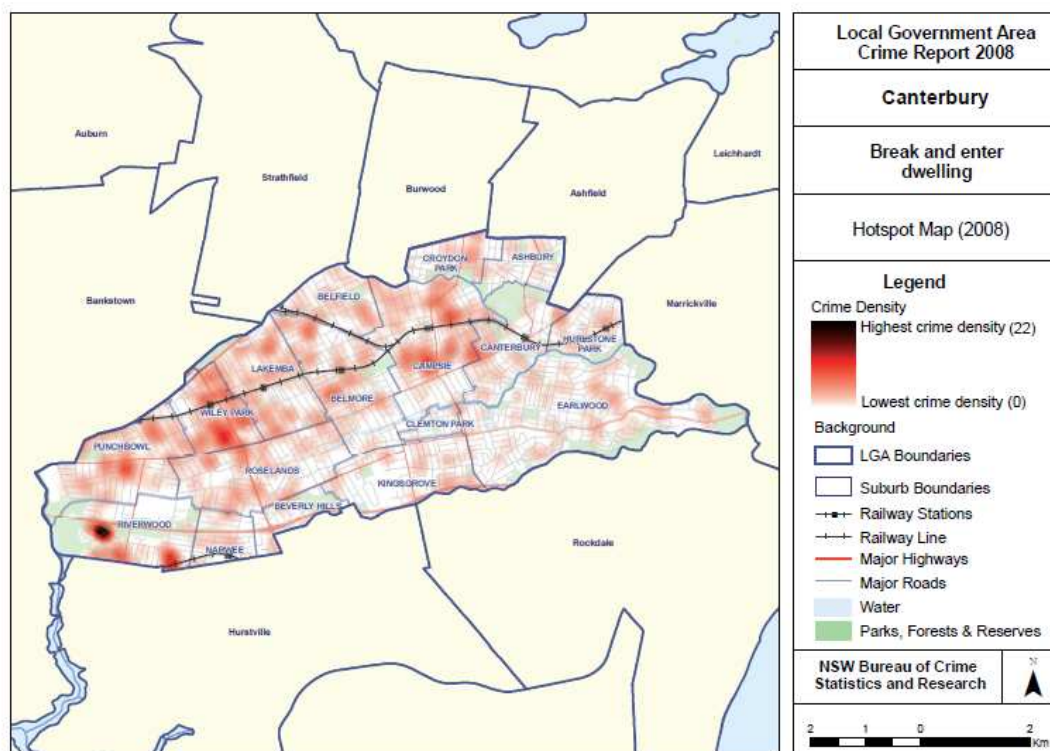 Auburn
Strathfield
Burwood
Ashfield
Leichhardt
Bankstown
Marrickville
CROYDON
PARK
ASHBURY
BELFIELD
HURLSTONE
PARK
CANTERBURY
LAKEMBA
CAMPSIE
BELMORE
EARLWOOD
WILEY PARK
CLEMTON PARK
PUNCHBOWL
ROSELANDS
KINGSGROVE
BEVERLY HILLS
RIVERWOOD
NARWEE
Rockdale
Hurstville
Local Government Area
Crime Report 2008
Canterbury
Break and enter
dwelling
Hotspot Map (2008)
Legend
Crime Density
Highest crime density (22)
Lowest crime density (0)
Background
LGA Boundaries
Suburb Boundaries
Railway Stations
Railway Line
Major Highways
Major Roads
Water
Parks, Forests & Reserves
NSW Bureau of Crime
Statistics and Research
N
2 1 0 2
Km